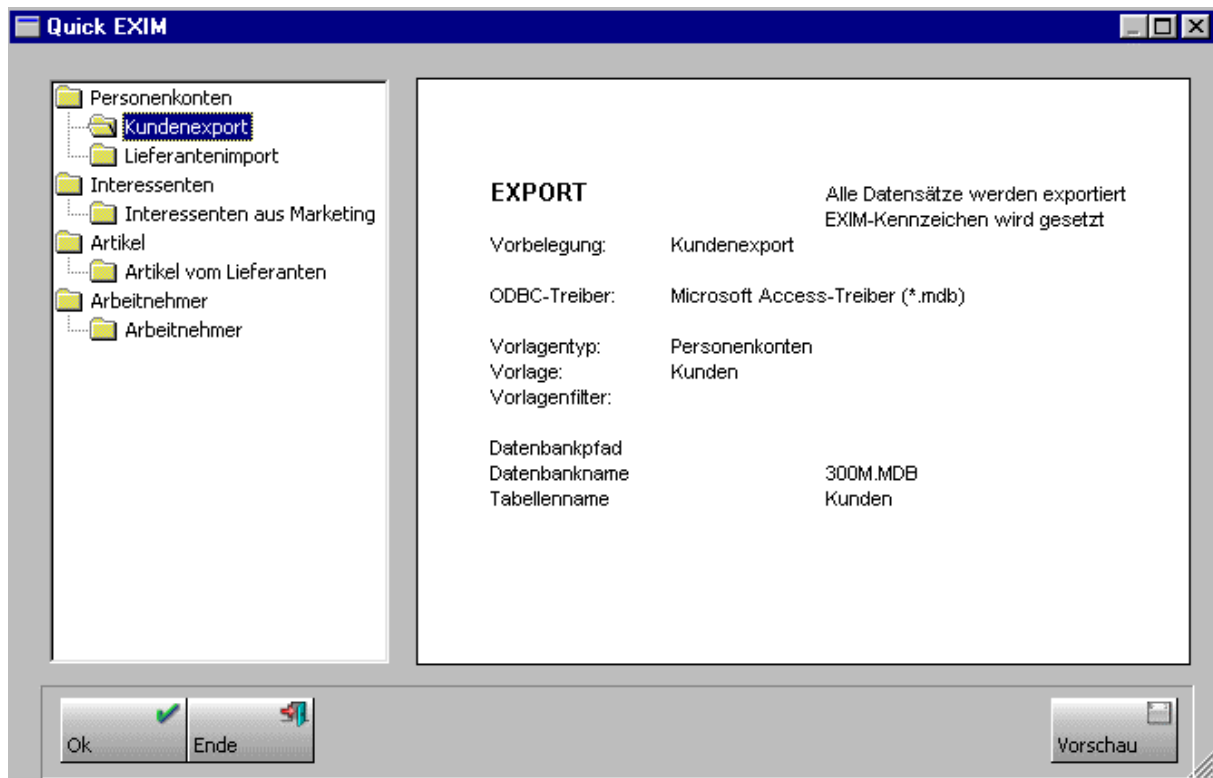 Quick EXIM
Personenkonten
Kundenexport
Lieferantenimport
Interessenten
Interessenten aus Marketing
Artikel
Artikel vom Lieferanten
Arbeitnehmer
Arbeitnehmer
EXPORT Alle Datensätze werden exportiert
EXIM-Kennzeichen wird gesetzt
Vorbelegung: Kundenexport
ODBC-Treiber: Microsoft Access-Treiber (*.mdb)
Vorlagentyp: Personenkonten
Vorlage: Kunden
Vorlagenfilter:
Datenbankpfad
Datenbankname 300M.MDB
Tabellenname Kunden
Ok Ende Vorschau